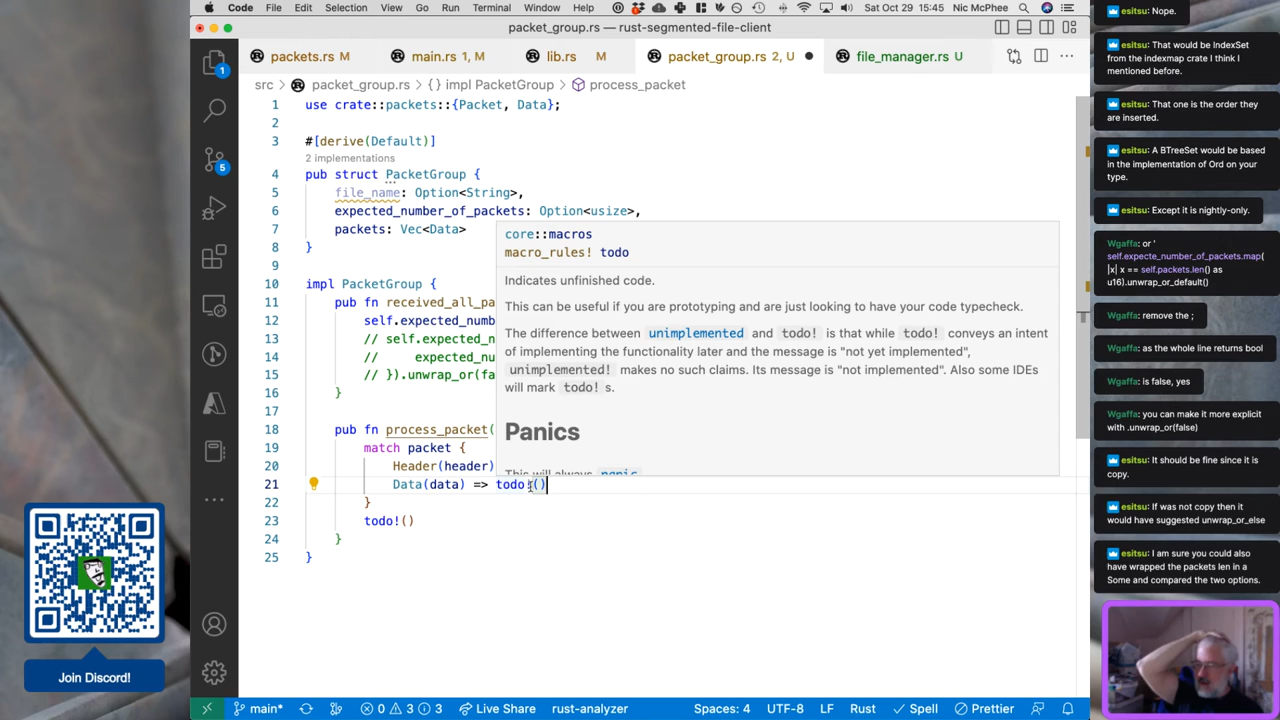 Code File Edit Selection View Go Run Terminal Window Help
Sat Oct 29 15:45 Nic McPhee
packet_group.rs — rust-segmented-file-client
packets.rs M
main.rs 1, M
lib.rs M
packet_group.rs 2, U
file_manager.rs U
src > packet_group.rs > {} impl PacketGroup > process_packet
1 use crate::packets::{Packet, Data};
2
3 #[derive(Default)]
2 implementations
4 pub struct PacketGroup {
5 file_name: Option<String>,
6 expected_number_of_packets: Option<usize>,
7 packets: Vec<Data>
8 }
9
10 impl PacketGroup {
11 pub fn received_all_pa
12 self.expected_numb
13 // self.expected_n
14 // expected_nu
15 // }).unwrap_or(fa
16 }
17
18 pub fn process_packet(
19 match packet {
20 Header(header)
21 Data(data) => todo!()
22 }
23 todo!()
24 }
25 }
core::macros
macro_rules! todo
Indicates unfinished code.
This can be useful if you are prototyping and are just looking to have your code typecheck.
The difference between unimplemented and todo! is that while todo! conveys an intent
of implementing the functionality later and the message is "not yet implemented",
unimplemented! makes no such claims. Its message is "not implemented". Also some IDEs
will mark todo! s.
Panics
This will always panic
1
5
Join Discord!
main*
0 3 3
Live Share
rust-analyzer
Spaces: 4
UTF-8
LF
Rust
Spell
Prettier
esitsu: Nope.
esitsu: That would be IndexSet
from the indexmap crate I think I
mentioned before.
esitsu: That one is the order they
are inserted.
esitsu: A BTreeSet would be based
in the implementation of Ord on your
type.
esitsu: Except it is nightly-only.
Wgaffa: or '
self.expecte_number_of_packets.map(
|x| x == self.packets.len() as
u16).unwrap_or_default()
Wgaffa: remove the ;
Wgaffa: as the whole line returns bool
Wgaffa: is false, yes
Wgaffa: you can make it more explicit
with .unwrap_or(false)
esitsu: It should be fine since it is
copy.
esitsu: If was not copy then it
would have suggested unwrap_or_else
esitsu: I am sure you could also
have wrapped the packets len in a
Some and compared the two options.